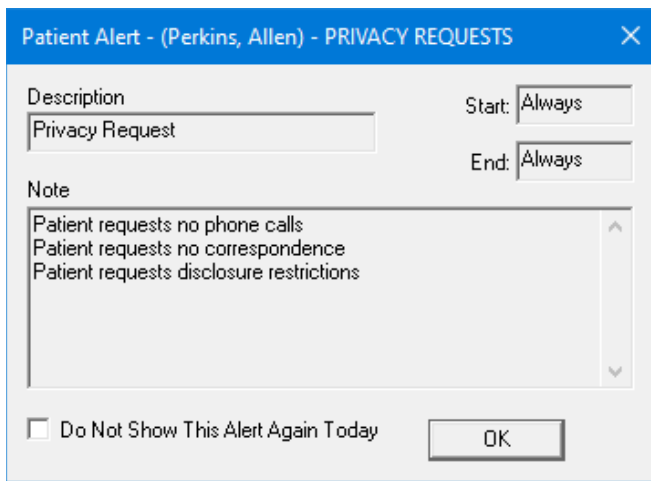 Patient Alert - (Perkins, Allen) - PRIVACY REQUESTS
Description
Privacy Request
Start: Always
End: Always
Note
Patient requests no phone calls
Patient requests no correspondence
Patient requests disclosure restrictions
Do Not Show This Alert Again Today
OK